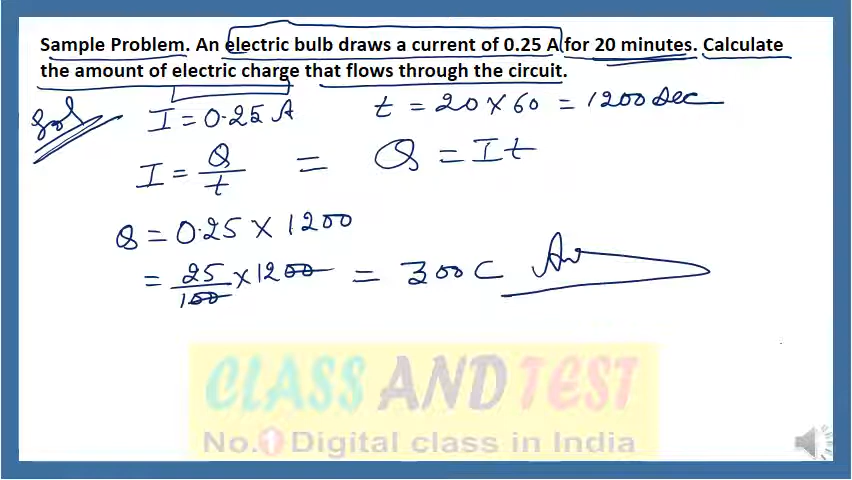 Sample Problem. An electric bulb draws a current of 0.25 A for 20 minutes. Calculate
the amount of electric charge that flows through the circuit.
Sol
I = 0.25 A t = 20 × 60 = 1200 sec
I = Q/t = Q = It
Q = 0.25 × 1200
= 25/100 × 1200 = 300 C Ans
CLASS AND TEST
No.1 Digital class in India